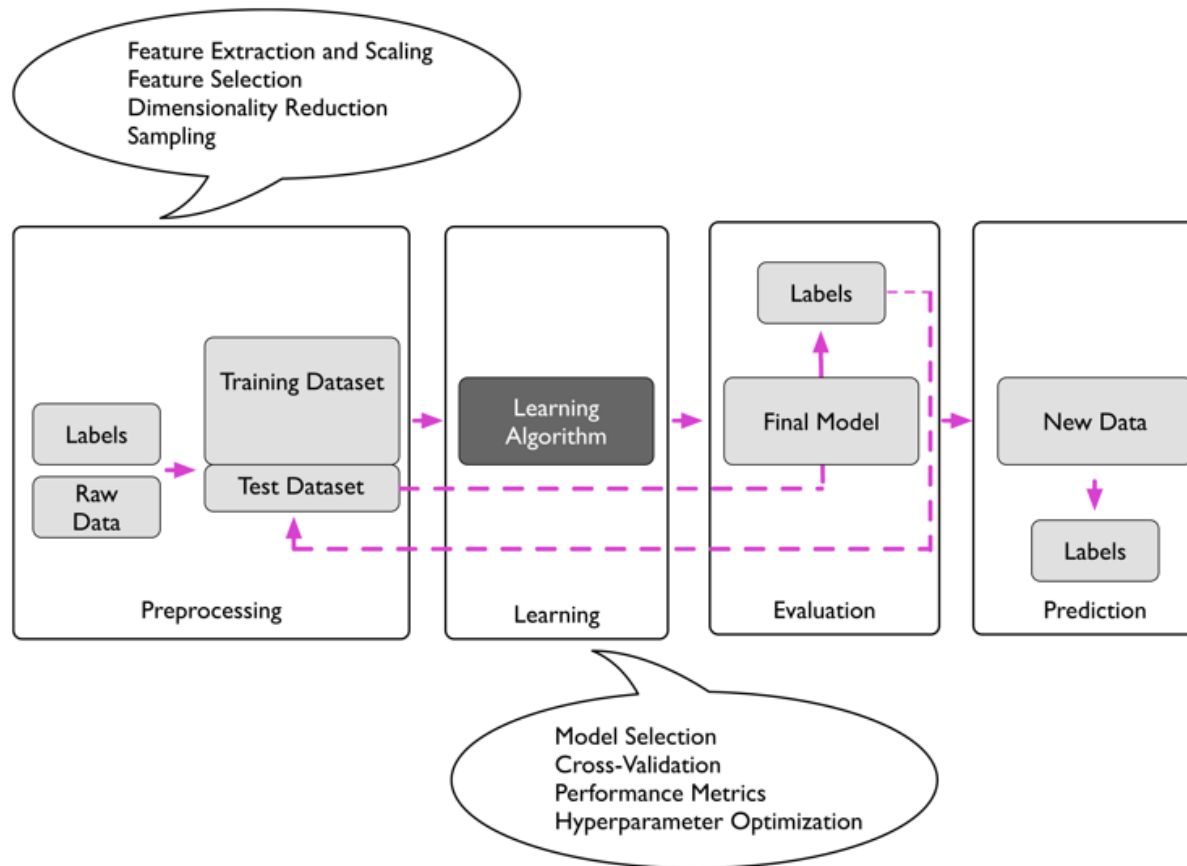 Feature Extraction and Scaling
Feature Selection
Dimensionality Reduction
Sampling
Labels
Raw
Data
Training Dataset
Test Dataset
Preprocessing
Learning
Algorithm
Learning
Labels
Final Model
Evaluation
New Data
Labels
Prediction
Model Selection
Cross-Validation
Performance Metrics
Hyperparameter Optimization